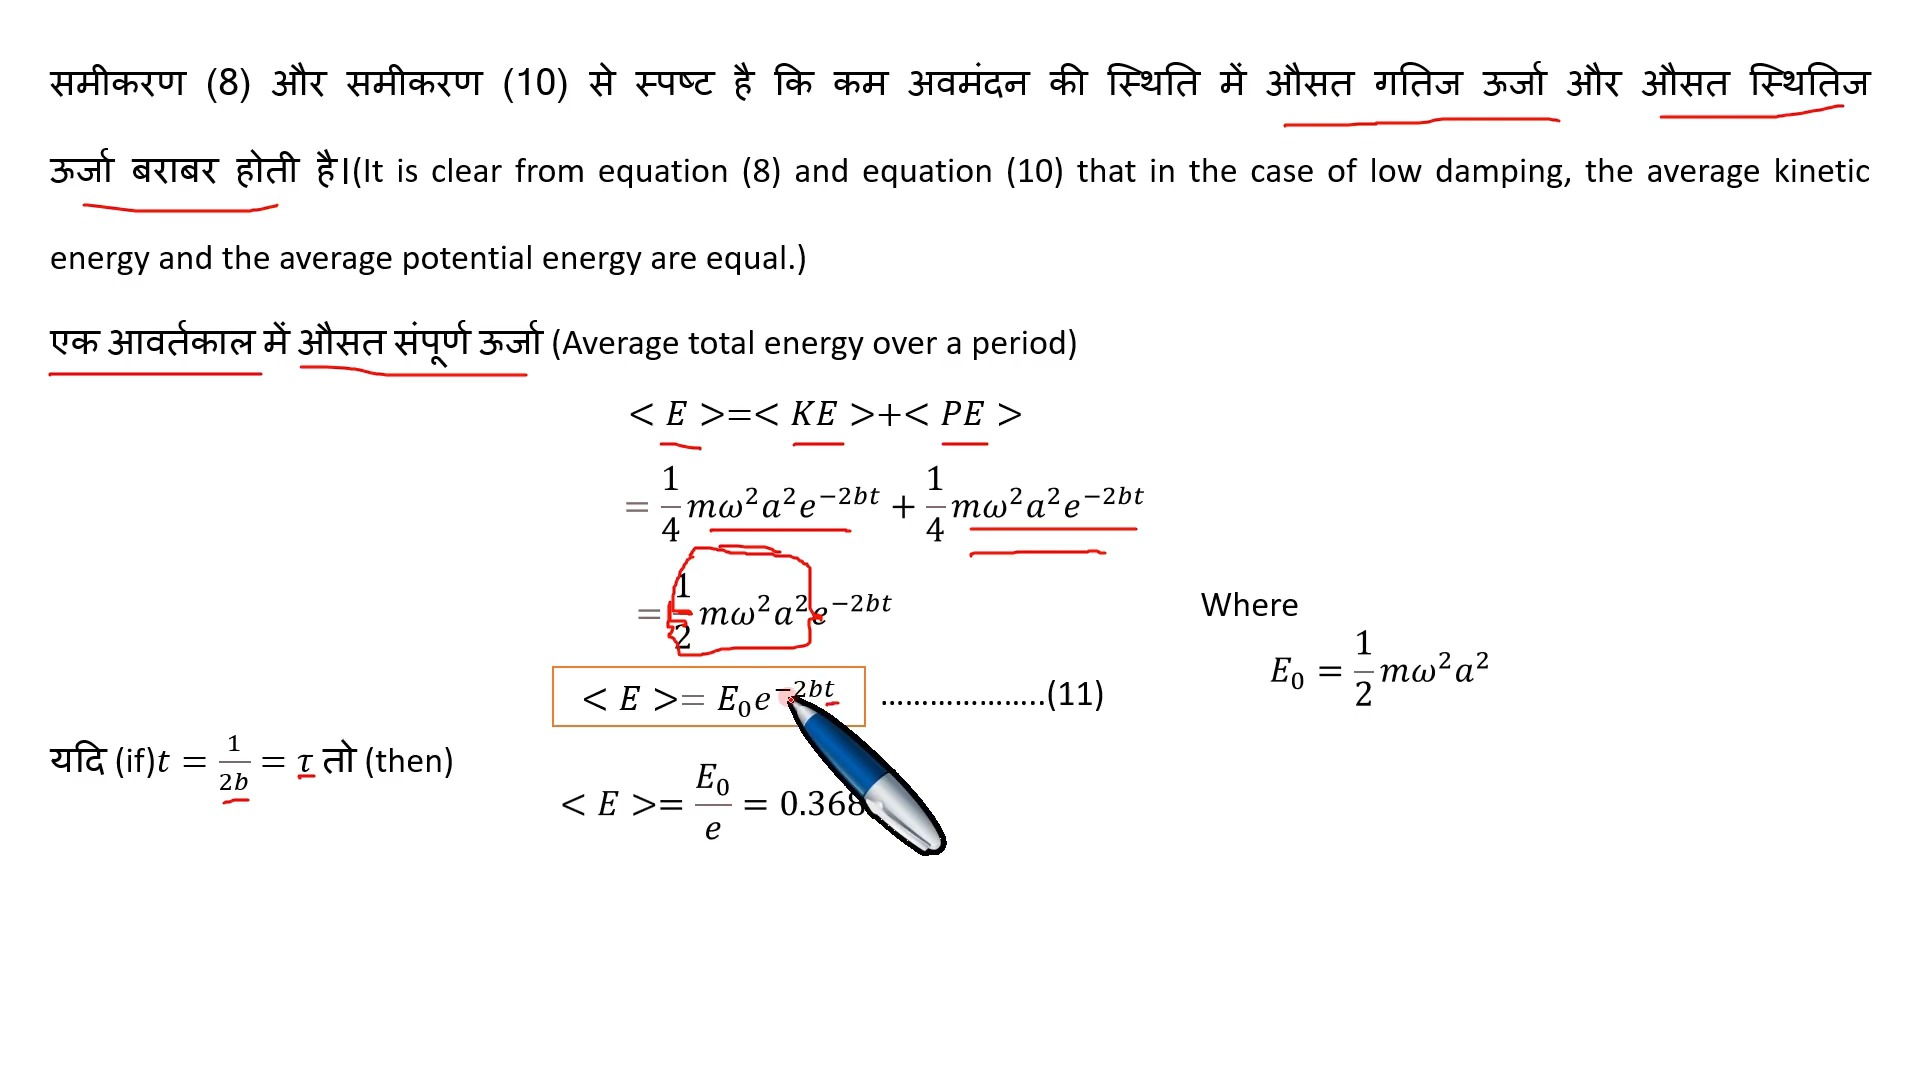 समीकरण (8) और समीकरण (10) से स्पष्ट है कि कम अवमंदन की स्थिति में औसत गतिज ऊर्जा और औसत स्थितिज
ऊर्जा बराबर होती है।(It is clear from equation (8) and equation (10) that in the case of low damping, the average kinetic
energy and the average potential energy are equal.)
एक आवर्तकाल में औसत संपूर्ण ऊर्जा (Average total energy over a period)
< E >=< KE >+< PE >
= 1/4 mω²a²e^{−2bt} + 1/4 mω²a²e^{−2bt}
= 1/2 mω²a²e^{−2bt}
Where
E₀ = 1/2 mω²a²
< E >= E₀e^{−2bt} ………………..(11)
यदि (if)t = 1/2b = τ तो (then)
< E >= E₀/e = 0.368